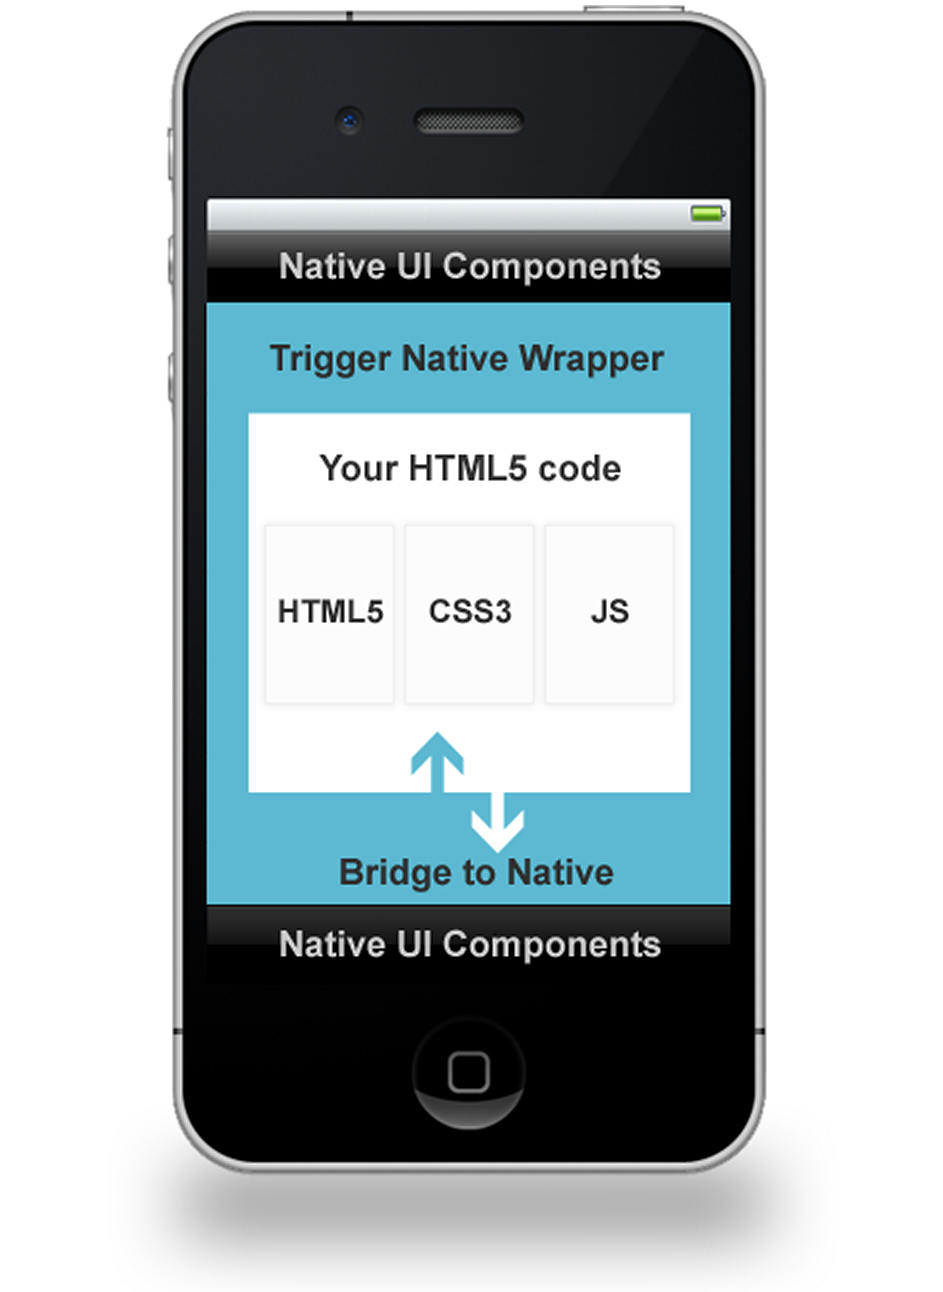 Native UI Components
Trigger Native Wrapper
Your HTML5 code
HTML5 CSS3 JS
Bridge to Native
Native UI Components